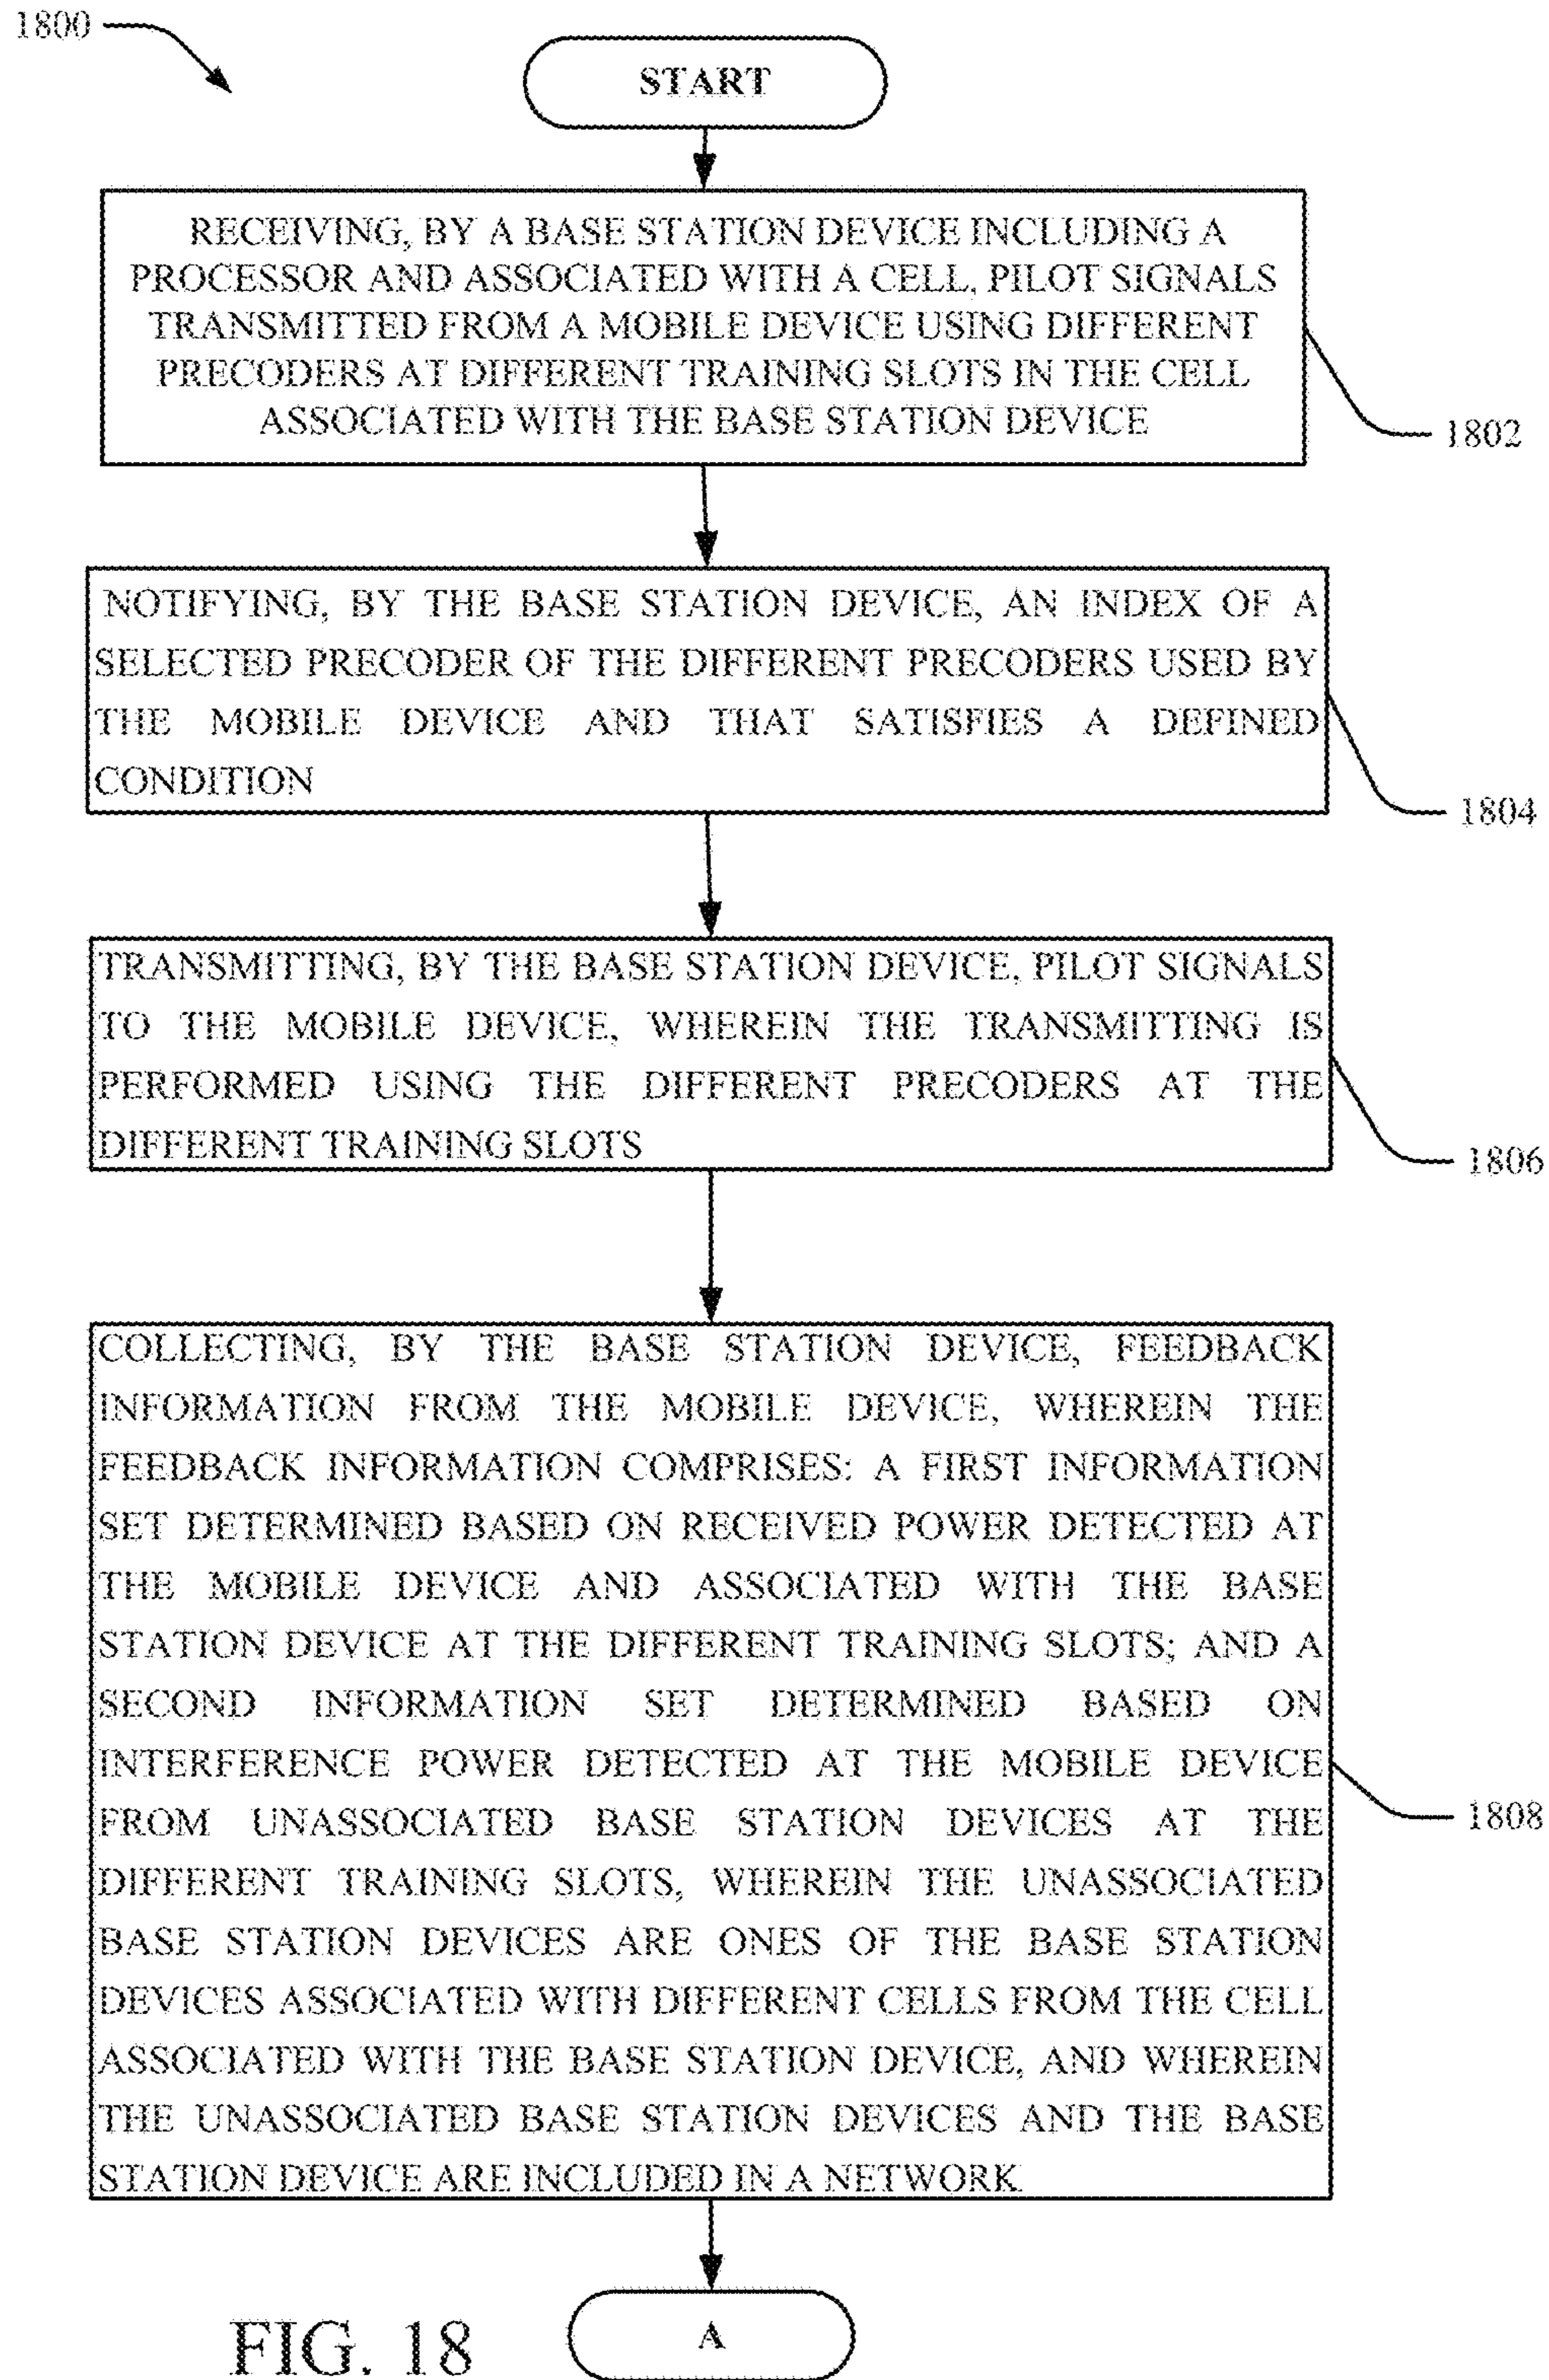 1800
START
RECEIVING, BY A BASE STATION DEVICE INCLUDING A
PROCESSOR AND ASSOCIATED WITH A CELL, PILOT SIGNALS
TRANSMITTED FROM A MOBILE DEVICE USING DIFFERENT
PRECODERS AT DIFFERENT TRAINING SLOTS IN THE CELL
ASSOCIATED WITH THE BASE STATION DEVICE
1802
NOTIFYING, BY THE BASE STATION DEVICE, AN INDEX OF A
SELECTED PRECODER OF THE DIFFERENT PRECODERS USED BY
THE MOBILE DEVICE AND THAT SATISFIES A DEFINED
CONDITION
1804
TRANSMITTING, BY THE BASE STATION DEVICE, PILOT SIGNALS
TO THE MOBILE DEVICE, WHEREIN THE TRANSMITTING IS
PERFORMED USING THE DIFFERENT PRECODERS AT THE
DIFFERENT TRAINING SLOTS
1806
COLLECTING, BY THE BASE STATION DEVICE, FEEDBACK
INFORMATION FROM THE MOBILE DEVICE, WHEREIN THE
FEEDBACK INFORMATION COMPRISES: A FIRST INFORMATION
SET DETERMINED BASED ON RECEIVED POWER DETECTED AT
THE MOBILE DEVICE AND ASSOCIATED WITH THE BASE
STATION DEVICE AT THE DIFFERENT TRAINING SLOTS; AND A
SECOND INFORMATION SET DETERMINED BASED ON
INTERFERENCE POWER DETECTED AT THE MOBILE DEVICE
FROM UNASSOCIATED BASE STATION DEVICES AT THE
DIFFERENT TRAINING SLOTS, WHEREIN THE UNASSOCIATED
BASE STATION DEVICES ARE ONES OF THE BASE STATION
DEVICES ASSOCIATED WITH DIFFERENT CELLS FROM THE CELL
ASSOCIATED WITH THE BASE STATION DEVICE, AND WHEREIN
THE UNASSOCIATED BASE STATION DEVICES AND THE BASE
STATION DEVICE ARE INCLUDED IN A NETWORK.
1808
A
FIG. 18